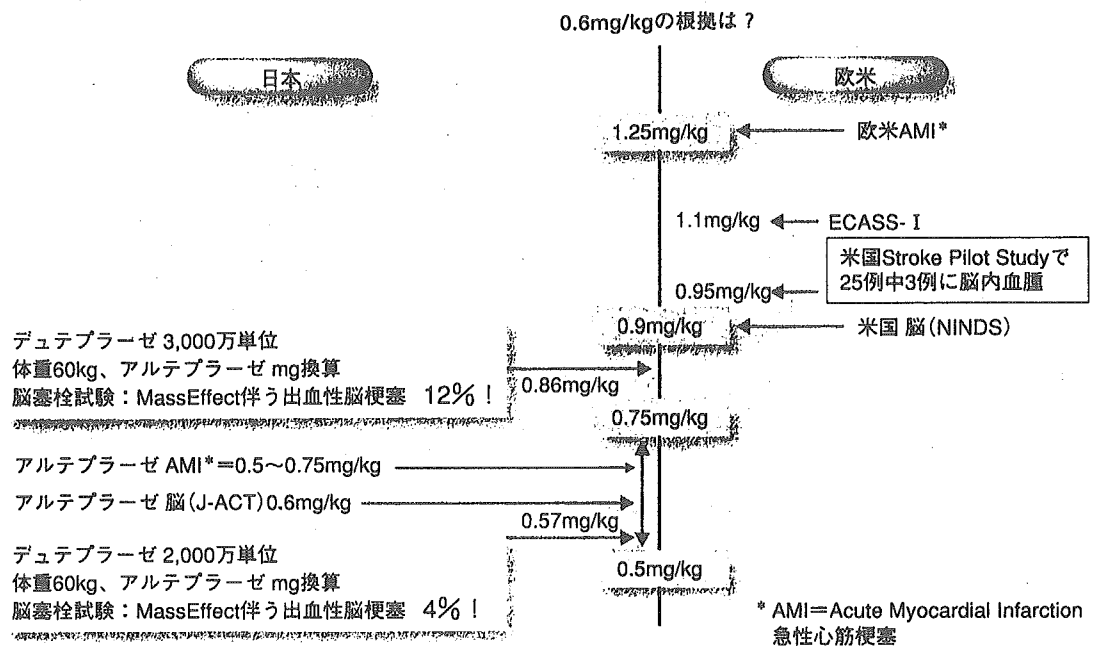 0.6mg/kgの根拠は?
日本
欧米
1.25mg/kg
欧米AMI*
1.1mg/kg
ECASS-Ⅰ
米国Stroke Pilot Studyで
25例中3例に脳内血腫
0.95mg/kg
0.9mg/kg
米国 脳(NINDS)
デュテプラーゼ 3,000万単位
体重60kg、アルテプラーゼ mg換算
脳塞栓試験:MassEffect伴う出血性脳梗塞 12%!
0.86mg/kg
0.75mg/kg
アルテプラーゼ AMI*=0.5~0.75mg/kg
アルテプラーゼ 脳(J-ACT)0.6mg/kg
0.57mg/kg
デュテプラーゼ 2,000万単位
体重60kg、アルテプラーゼ mg換算
脳塞栓試験:MassEffect伴う出血性脳梗塞 4%!
0.5mg/kg
* AMI=Acute Myocardial Infarction
急性心筋梗塞